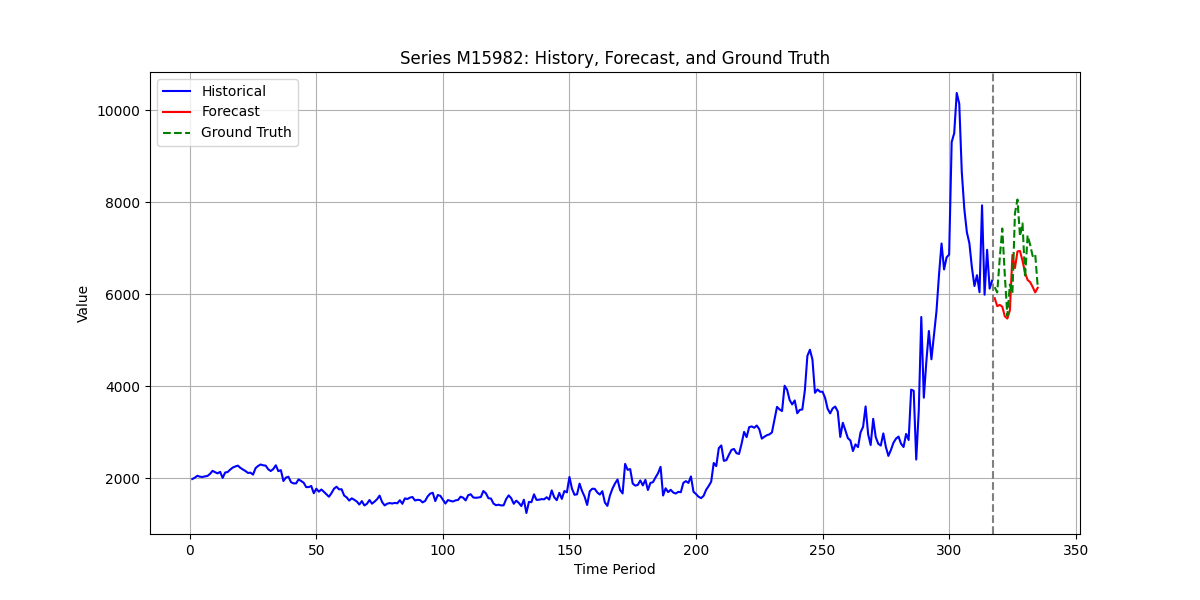 Series M15982: History, Forecast, and Ground Truth
Historical
Forecast
Ground Truth
10000
8000
6000
4000
2000
Value
0 50 100 150 200 250 300 350
Time Period